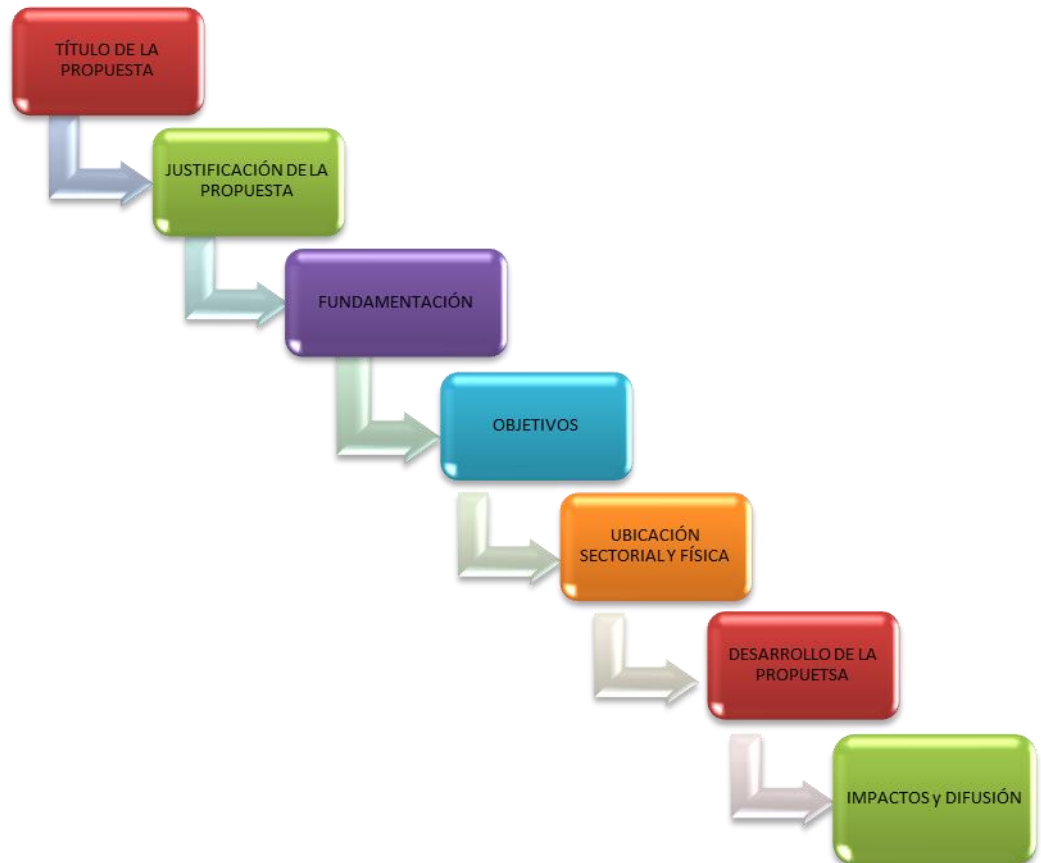 TÍTULO DE LA
PROPUESTA
JUSTIFICACIÓN DE LA
PROPUESTA
FUNDAMENTACIÓN
OBJETIVOS
UBICACIÓN
SECTORIAL Y FÍSICA
DESARROLLO DE LA
PROPUETSA
IMPACTOS y DIFUSIÓN